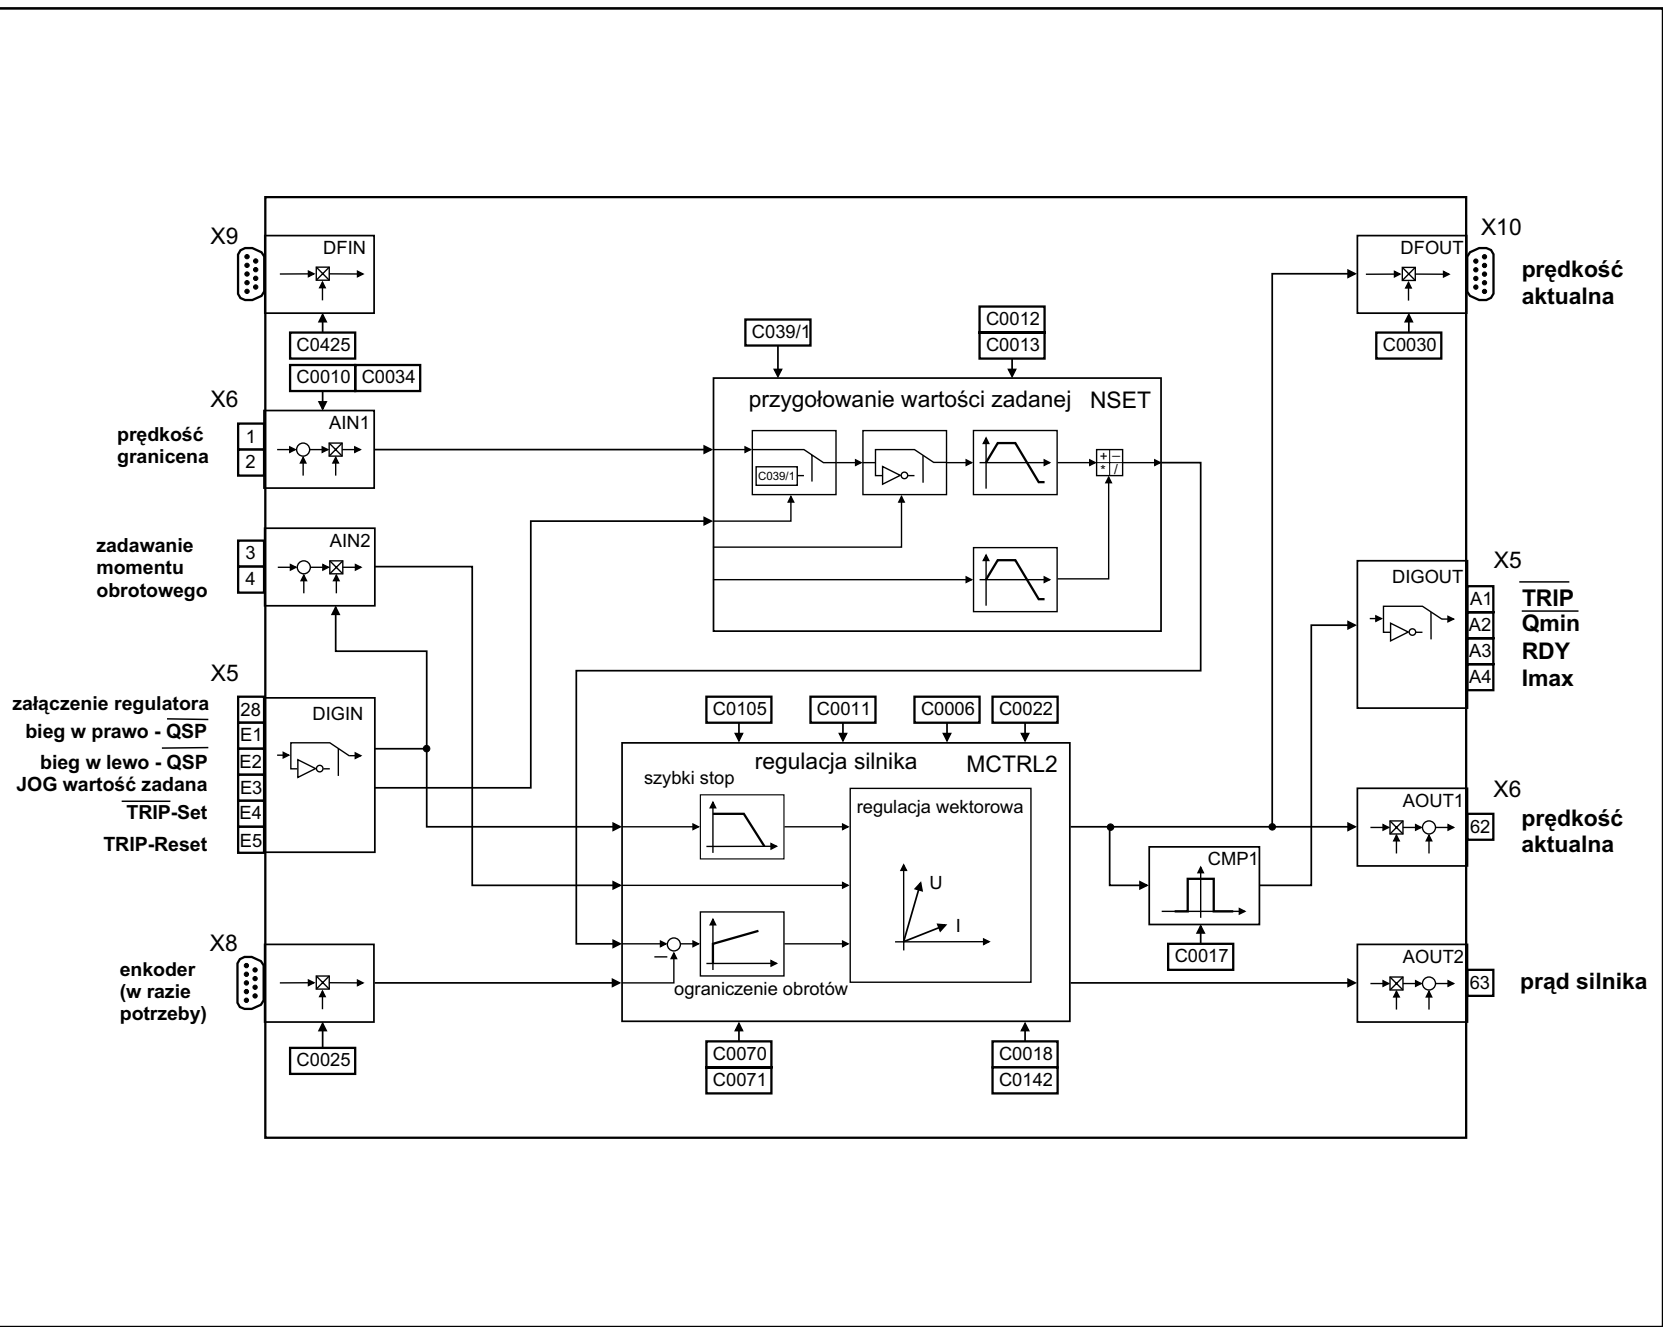 X9
DFIN
C0425
C0010 C0034
X6
AIN1
prędkość
granicena
1
2
zadawanie
momentu
obrotowego
3
4
AIN2
X5
DIGIN
załączenie regulatora
28
bieg w prawo - QSP
E1
bieg w lewo - QSP
E2
JOG wartość zadana
E3
TRIP-Set
E4
TRIP-Reset
E5
X8
enkoder
(w razie
potrzeby)
C0025
C039/1
C0012
C0013
przygołowanie wartości zadanej NSET
C039/1
+ −
* /
C0105
C0011
C0006
C0022
regulacja silnika MCTRL2
szybki stop
regulacja wektorowa
U
I
−
ograniczenie obrotów
C0070
C0071
C0018
C0142
CMP1
C0017
X10
DFOUT
prędkość
aktualna
C0030
X5
DIGOUT
A1 TRIP
A2 Qmin
A3 RDY
A4 Imax
X6
AOUT1
62
prędkość
aktualna
AOUT2
63
prąd silnika